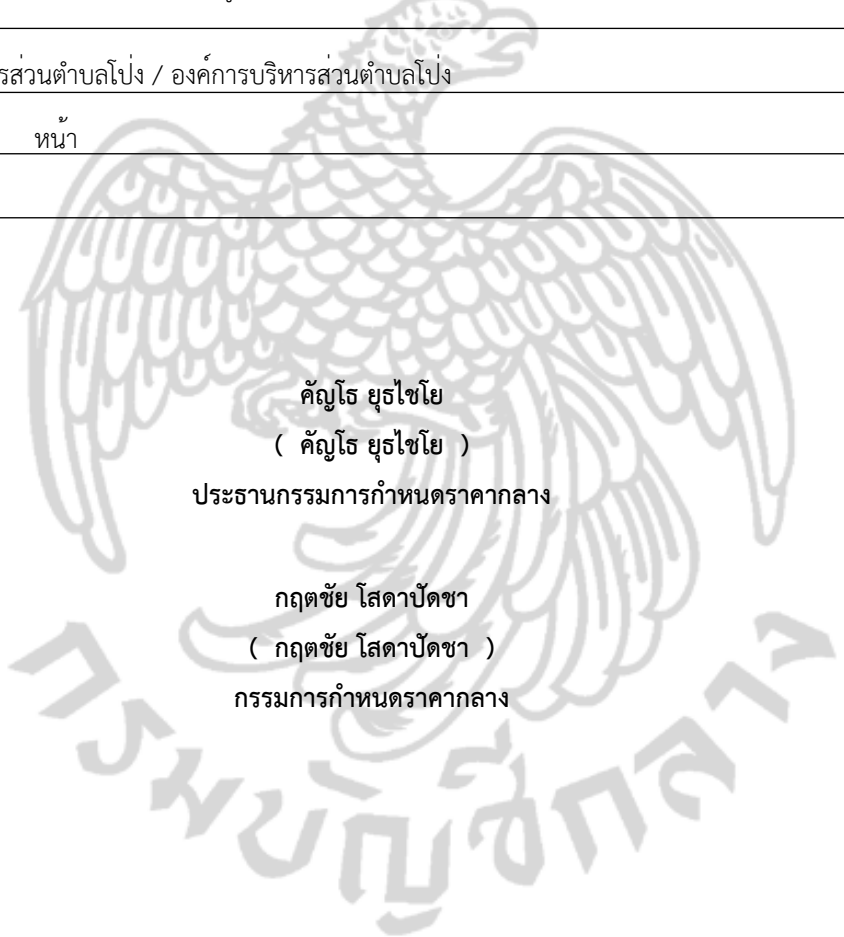 รส่วนตำบลโป่ง / องค์การบริหารส่วนตำบลโป่ง
หน้า
คัญโธ ยุธไชโย
( คัญโธ ยุธไชโย )
ประธานกรรมการกำหนดราคากลาง
กฤตชัย โสดาปัดชา
( กฤตชัย โสดาปัดชา )
กรรมการกำหนดราคากลาง
กรมบัญชีกลาง